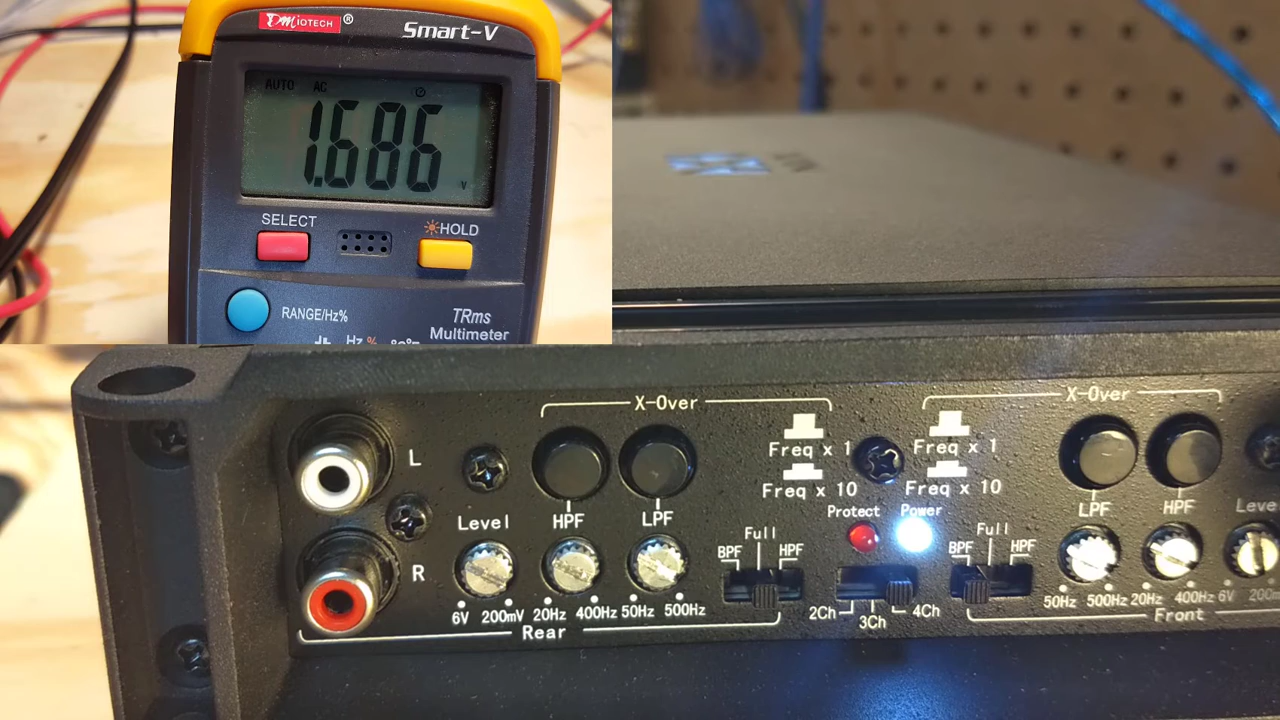 DMiOTECH ®
Smart-V
AUTO AC
1.686
V
SELECT
HOLD
RANGE/Hz%
TRms
Multimeter
Hz %
X-Over
X-Over
L
Freq x 1
Freq x 1
Freq x 10
Freq x 10
Level
HPF
LPF
Protect
Power
LPF
HPF
R
BPF
Full
HPF
BPF
Full
HPF
6V 200mV 20Hz 400Hz 50Hz 500Hz
2Ch
3Ch
4Ch
50Hz 500Hz 20Hz 400Hz 6V
Rear
Front